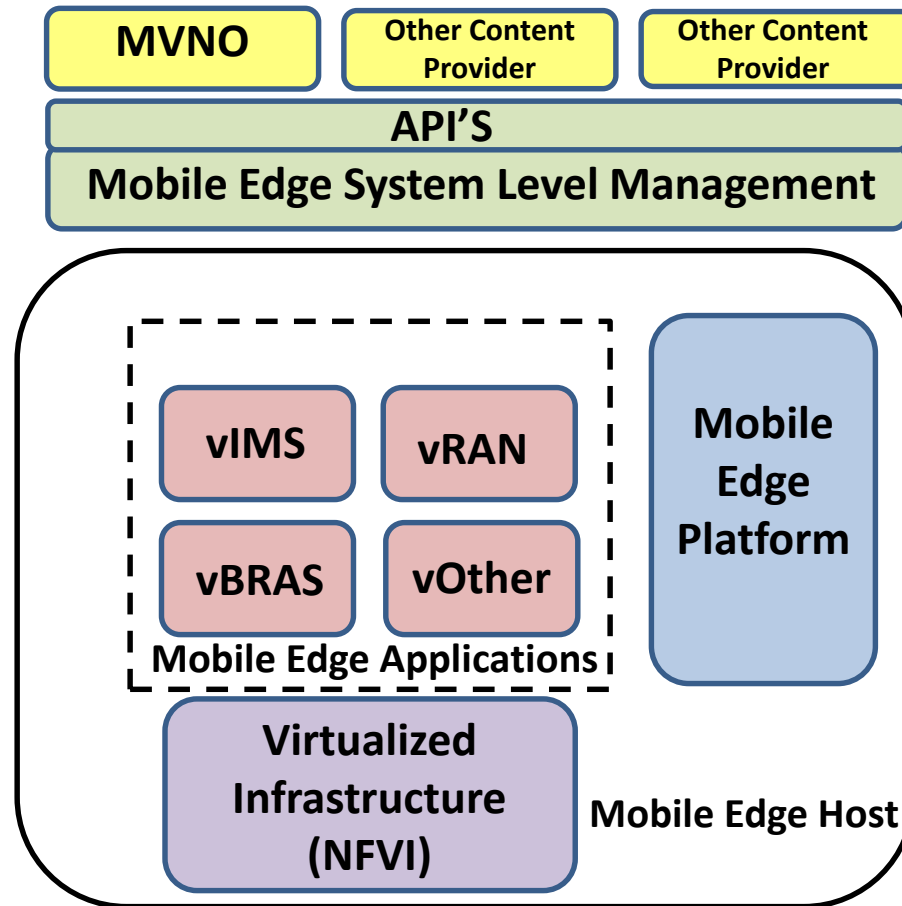 MVNO
Other Content
Provider
Other Content
Provider
API'S
Mobile Edge System Level Management
vIMS
vRAN
vBRAS
vOther
Mobile Edge Applications
Mobile
Edge
Platform
Virtualized
Infrastructure
(NFVI)
Mobile Edge Host